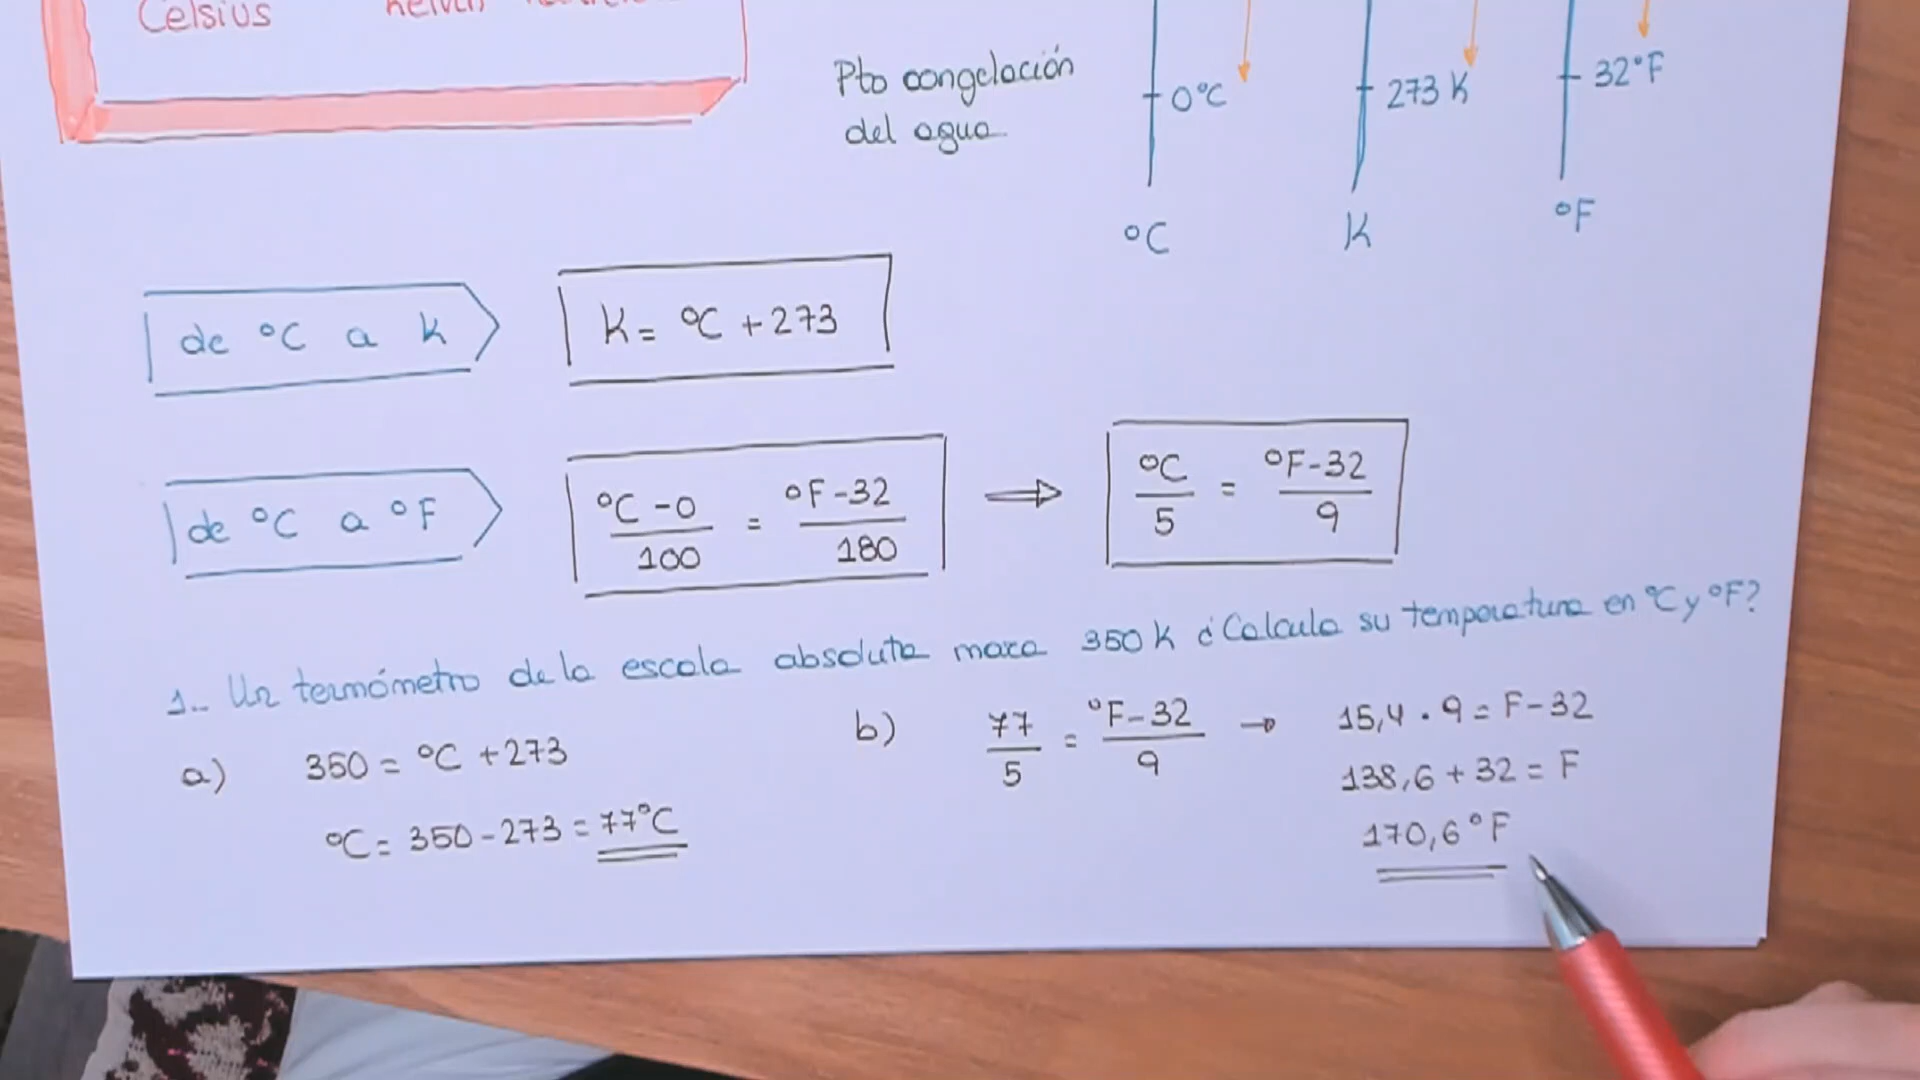 Celsius Kelvin
Pto congelación
del agua
0°C
273 K
32°F
°C
K
°F
de °C a K
K = °C + 273
de °C a °F
°C - 0 / 100 = °F - 32 / 180 ⇒ °C / 5 = °F - 32 / 9
1.- Un termómetro de la escala absoluta marca 350 K ¿Calcula su temperatura en °C y °F?
a) 350 = °C + 273
°C = 350 - 273 = 77°C
b) 77 / 5 = °F - 32 / 9 → 15,4 · 9 = F - 32
138,6 + 32 = F
170,6°F